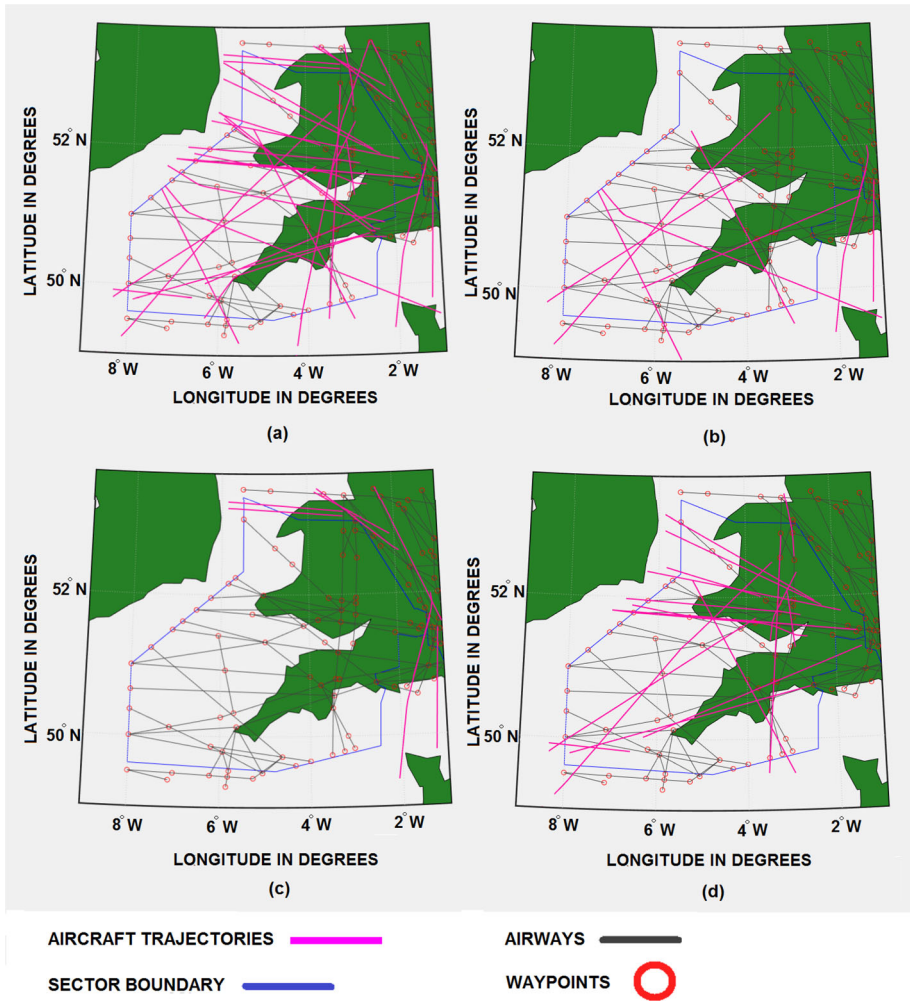 LATITUDE IN DEGREES
52° N
50° N
8° W 6° W 4° W 2° W
LONGITUDE IN DEGREES
(a)
LATITUDE IN DEGREES
52° N
50° N
8° W 6° W 4° W 2° W
LONGITUDE IN DEGREES
(b)
LATITUDE IN DEGREES
52° N
50° N
8° W 6° W 4° W 2° W
LONGITUDE IN DEGREES
(c)
LATITUDE IN DEGREES
52° N
50° N
8° W 6° W 4° W 2° W
LONGITUDE IN DEGREES
(d)
AIRCRAFT TRAJECTORIES
AIRWAYS
SECTOR BOUNDARY
WAYPOINTS